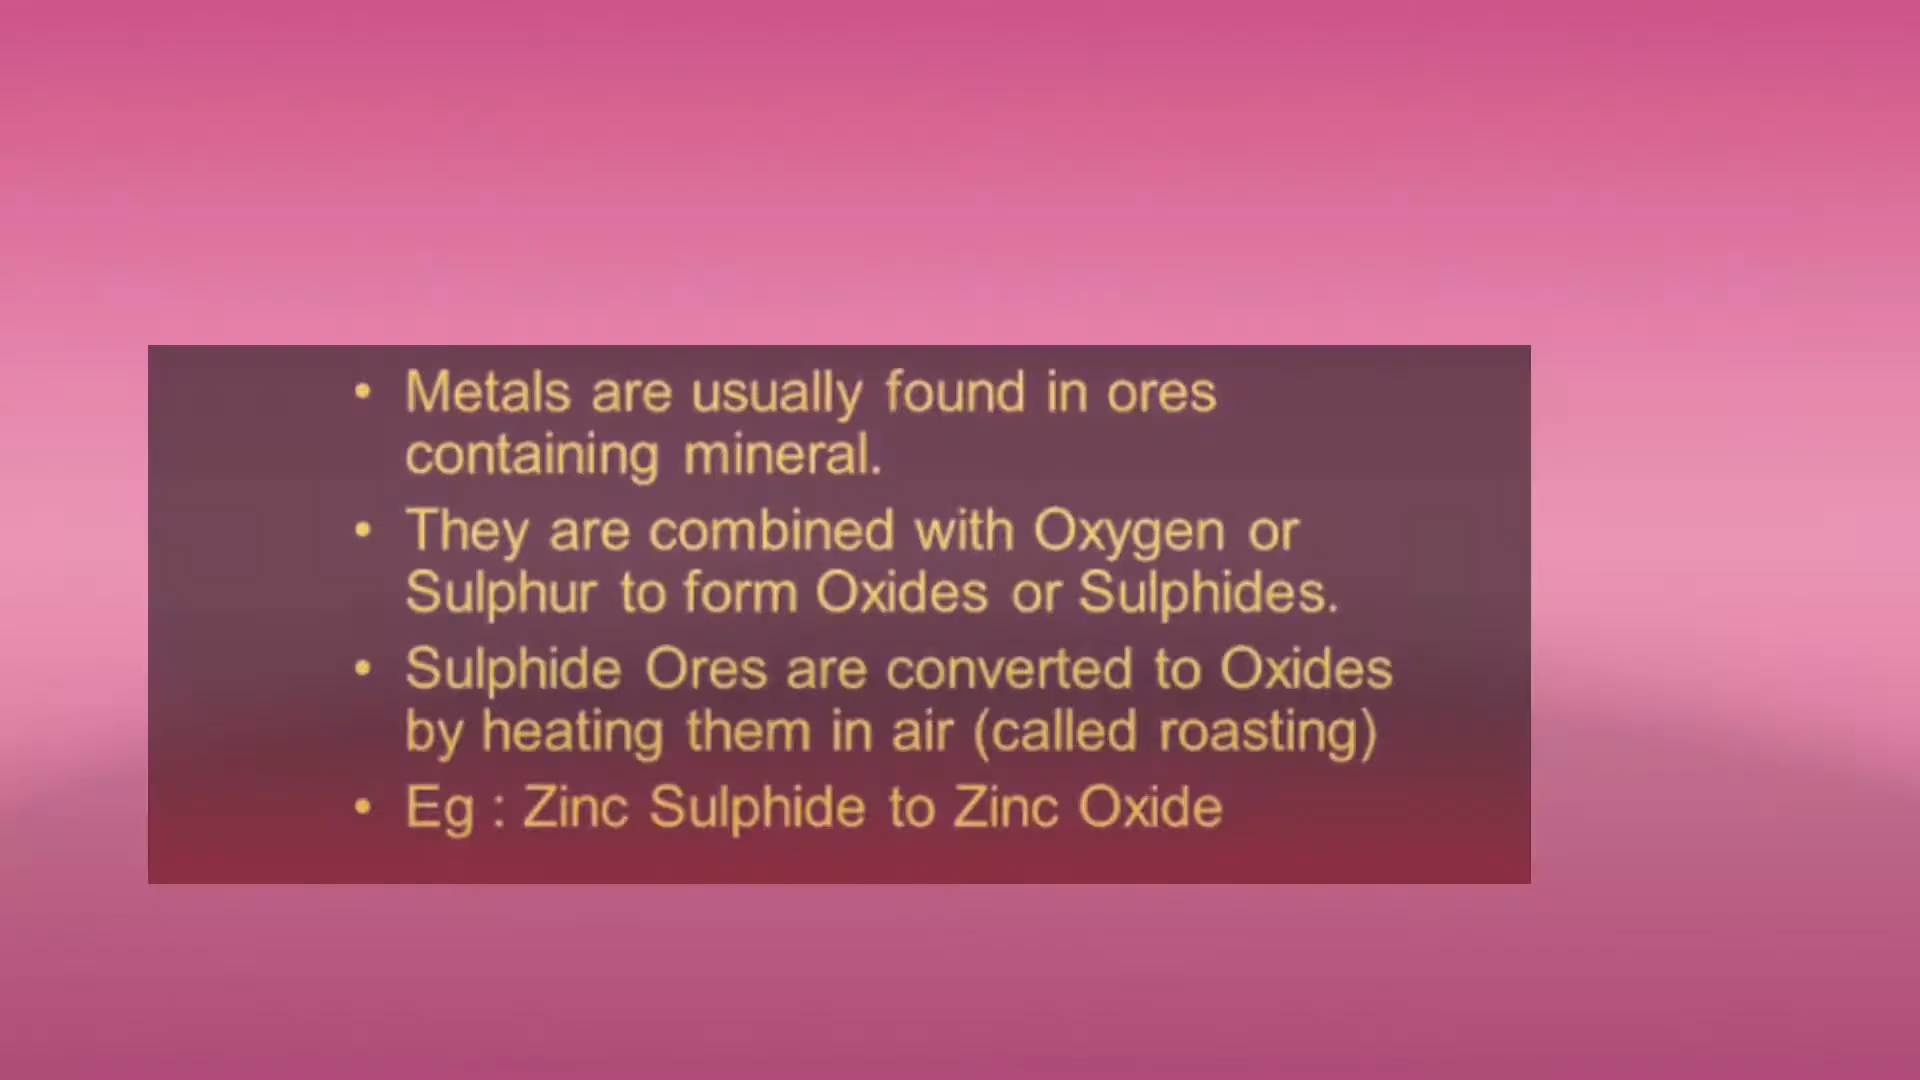 • Metals are usually found in ores
containing mineral.
• They are combined with Oxygen or
Sulphur to form Oxides or Sulphides.
• Sulphide Ores are converted to Oxides
by heating them in air (called roasting)
• Eg : Zinc Sulphide to Zinc Oxide